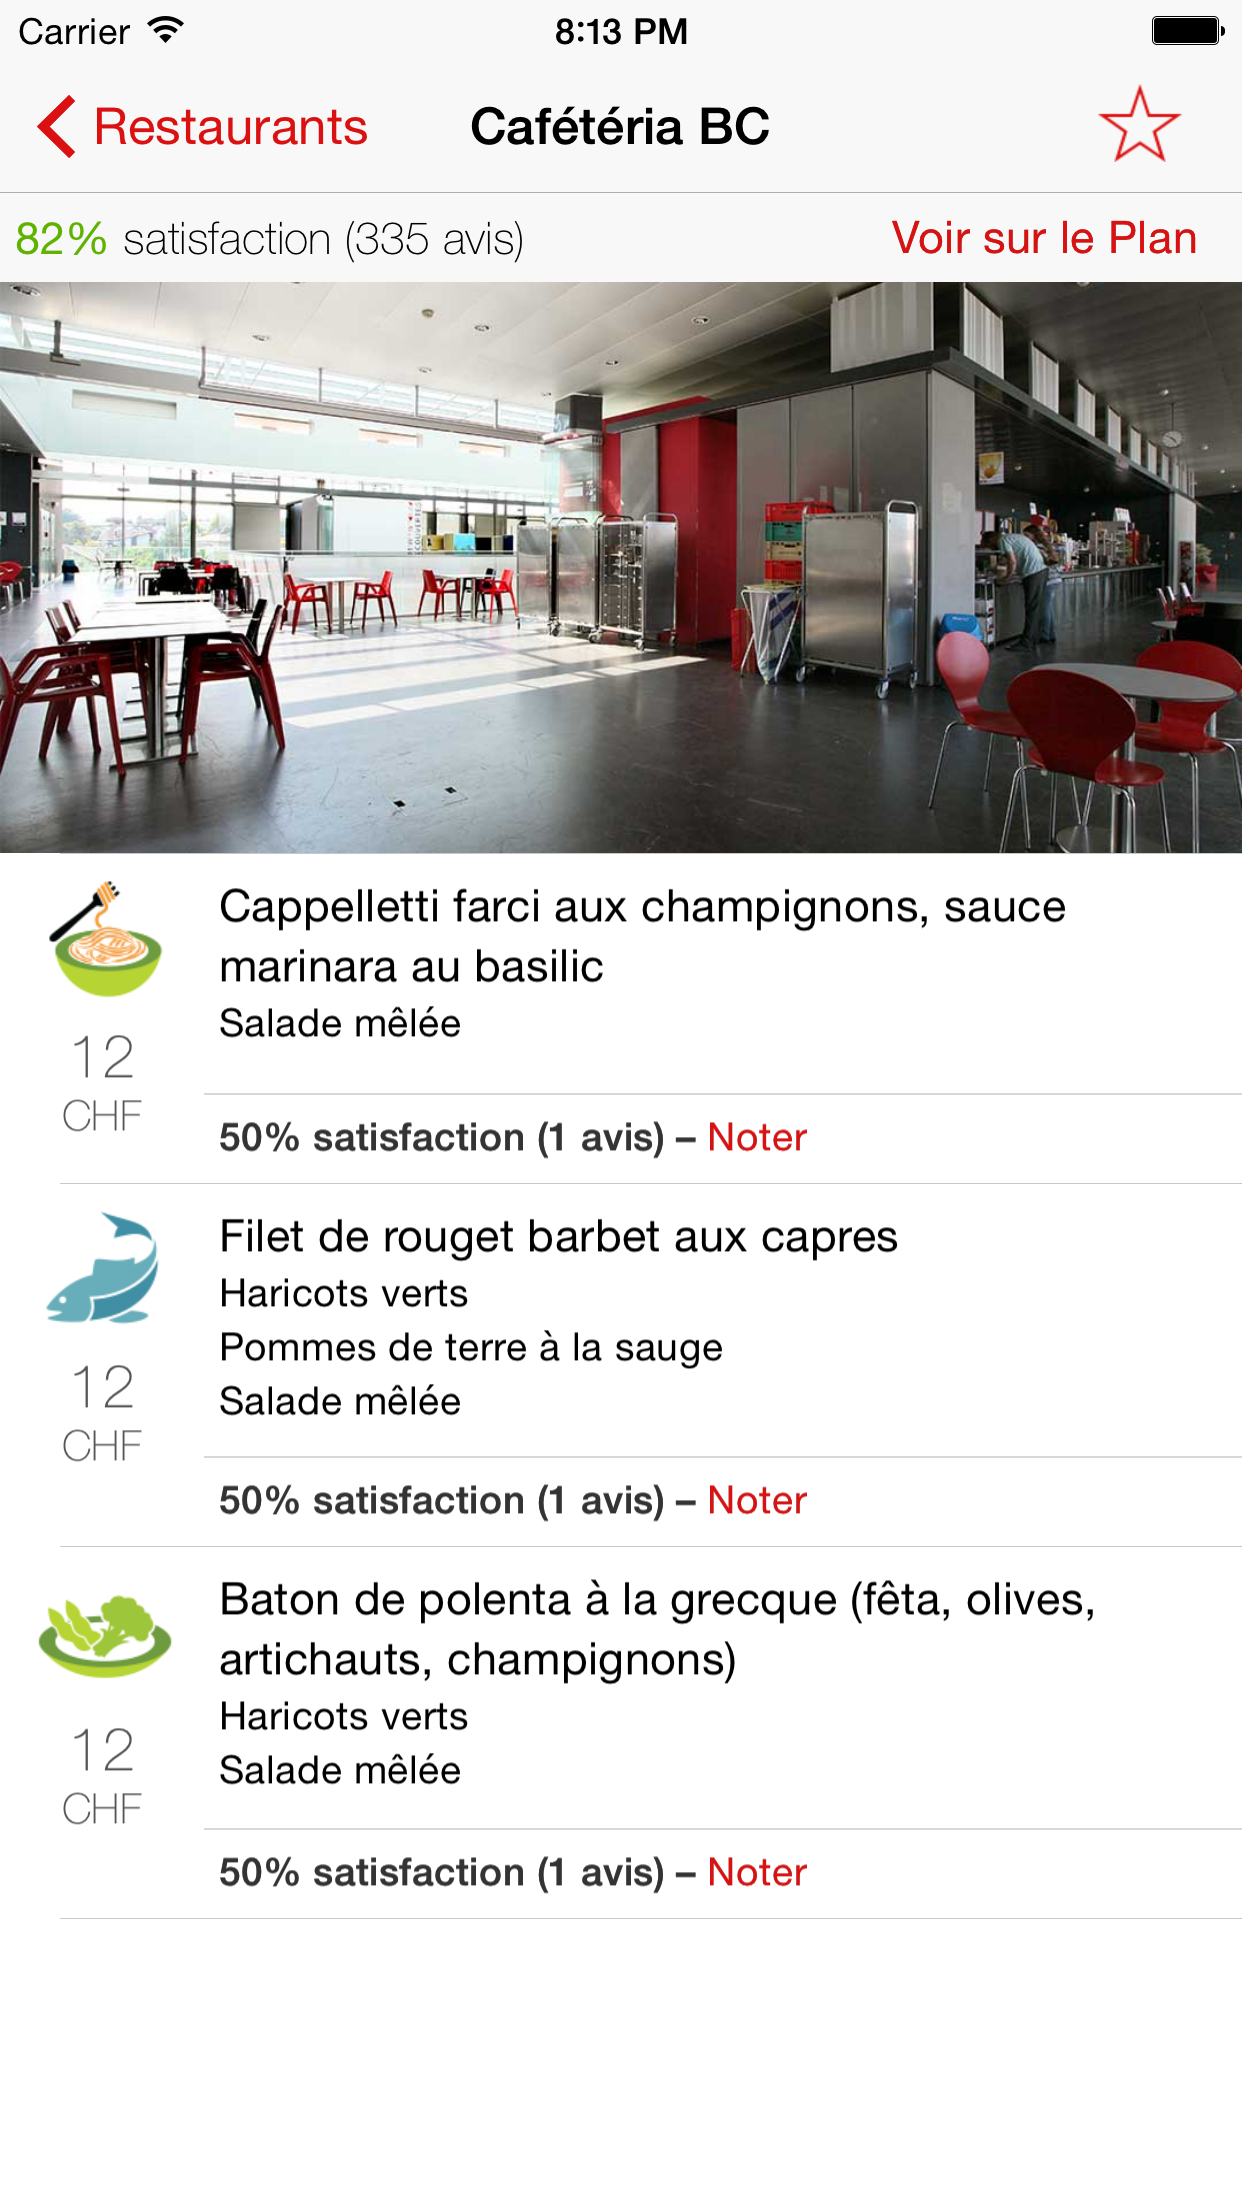 Carrier 8:13 PM
Restaurants Cafétéria BC
82% satisfaction (335 avis) Voir sur le Plan
Cappelletti farci aux champignons, sauce
marinara au basilic
Salade mêlée
12
CHF
50% satisfaction (1 avis) – Noter
Filet de rouget barbet aux capres
Haricots verts
Pommes de terre à la sauge
Salade mêlée
12
CHF
50% satisfaction (1 avis) – Noter
Baton de polenta à la grecque (fêta, olives,
artichauts, champignons)
Haricots verts
Salade mêlée
12
CHF
50% satisfaction (1 avis) – Noter